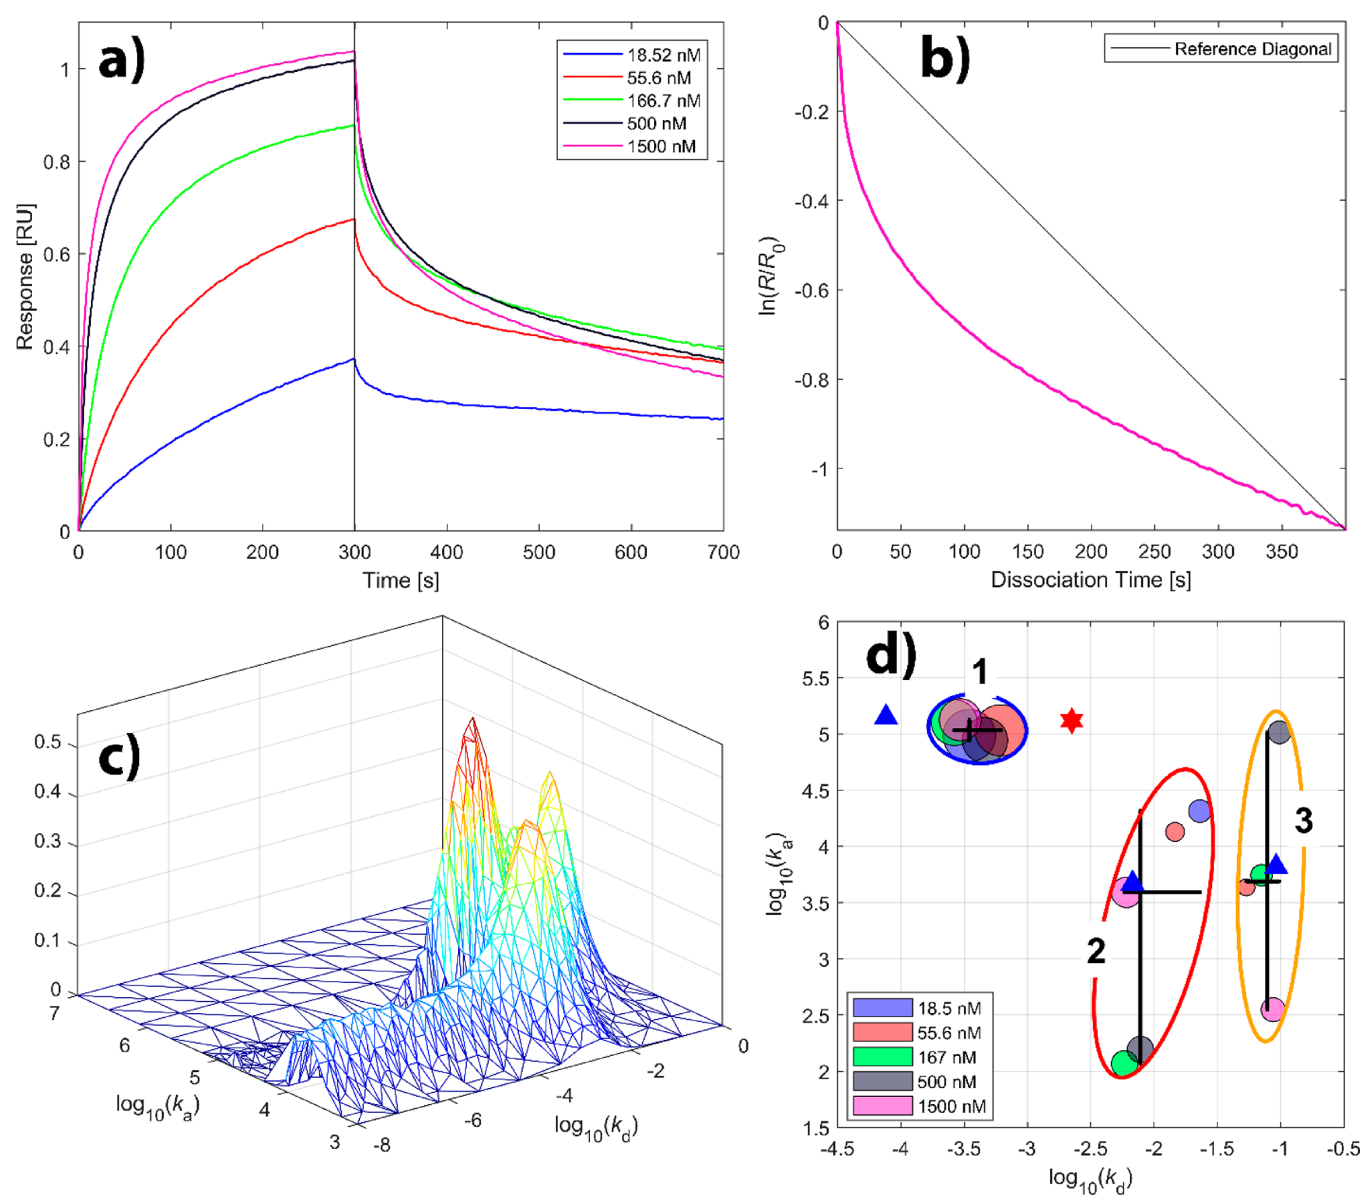 a)
18.52 nM
55.6 nM
166.7 nM
500 nM
1500 nM
1
0.8
0.6
0.4
0.2
0
Response [RU]
0 100 200 300 400 500 600 700
Time [s]
b)
Reference Diagonal
0
-0.2
-0.4
-0.6
-0.8
-1
ln(R/R0)
0 50 100 150 200 250 300 350
Dissociation Time [s]
c)
0.5
0.4
0.3
0.2
0.1
0
7
6
5
4
3
log10(ka)
-8
-6
-4
-2
0
log10(kd)
d)
1
2
3
6
5.5
5
4.5
4
3.5
3
2.5
2
1.5
log10(ka)
18.5 nM
55.6 nM
167 nM
500 nM
1500 nM
-4.5 -4 -3.5 -3 -2.5 -2 -1.5 -1 -0.5
log10(kd)